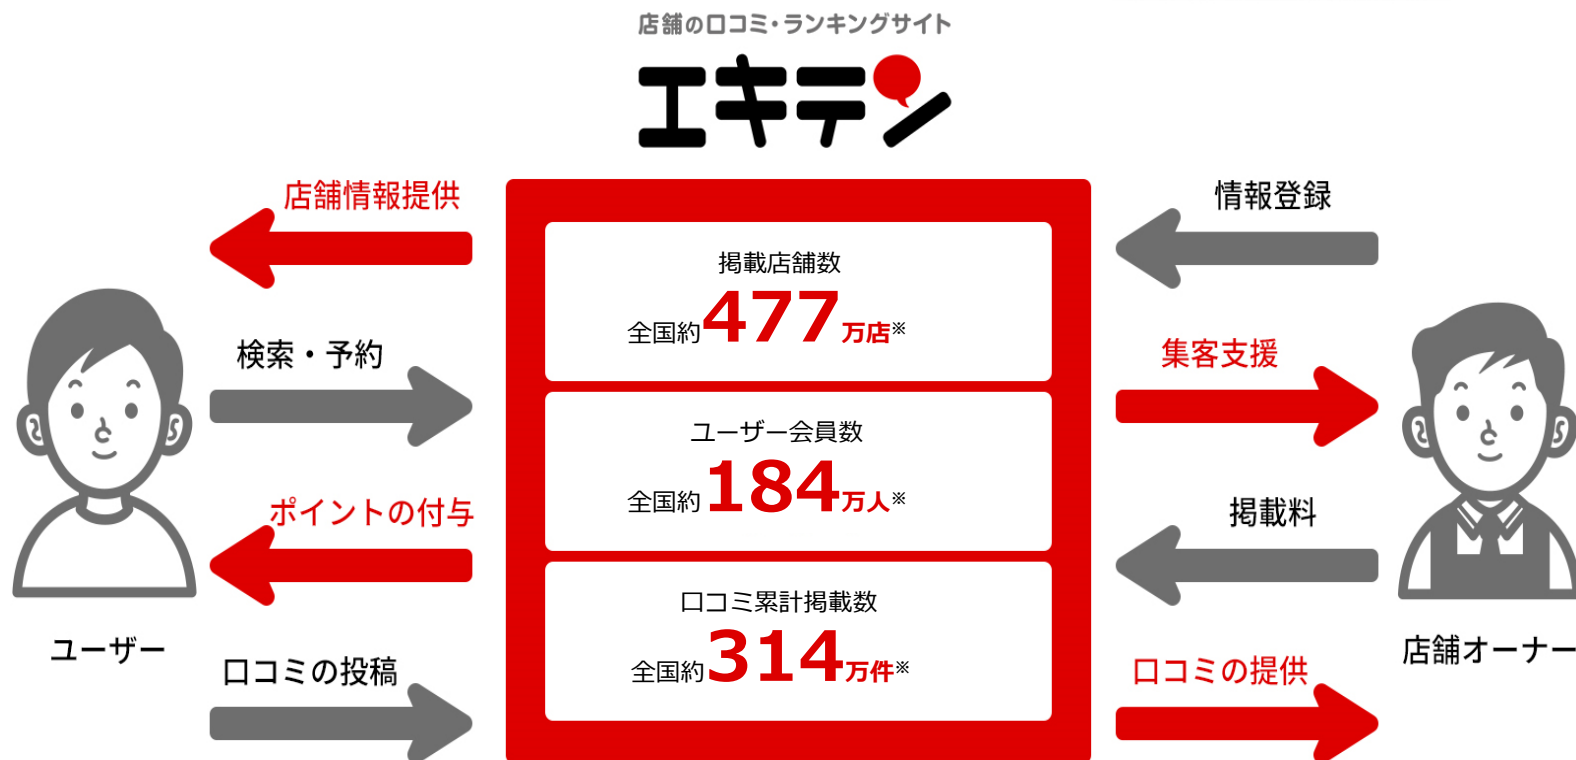 店舗の口コミ・ランキングサイト
エキテン
店舗情報提供
検索・予約
ポイントの付与
口コミの投稿
ユーザー
掲載店舗数
全国約477万店※
ユーザー会員数
全国約184万人※
口コミ累計掲載数
全国約314万件※
情報登録
集客支援
掲載料
口コミの提供
店舗オーナー